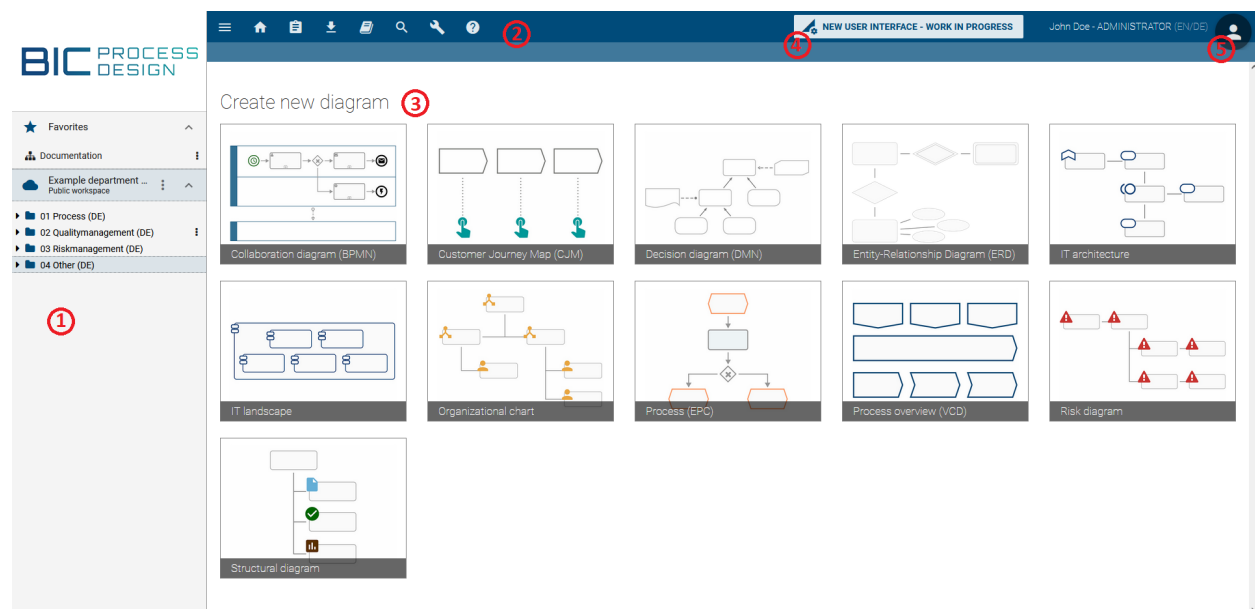 BIC PROCESS
DESIGN
2
NEW USER INTERFACE - WORK IN PROGRESS
4
John Doe - ADMINISTRATOR (EN/DE)
5
Favorites
Documentation
Example department ...
Public workspace
01 Process (DE)
02 Qualitymanagement (DE)
03 Riskmanagement (DE)
04 Other (DE)
1
Create new diagram
3
Collaboration diagram (BPMN)
Customer Journey Map (CJM)
Decision diagram (DMN)
Entity-Relationship Diagram (ERD)
IT architecture
IT landscape
Organizational chart
Process (EPC)
Process overview (VCD)
Risk diagram
Structural diagram